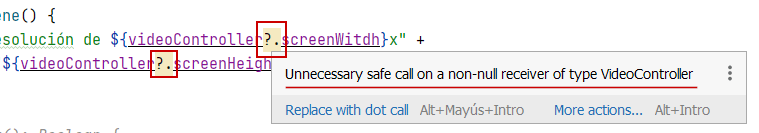 ene() {
esolución de ${videoController?.screenWitdh}x" +
${videoController?.screenHeigh
Unnecessary safe call on a non-null receiver of type VideoController
Replace with dot call Alt+Mayús+Intro More actions... Alt+Intro